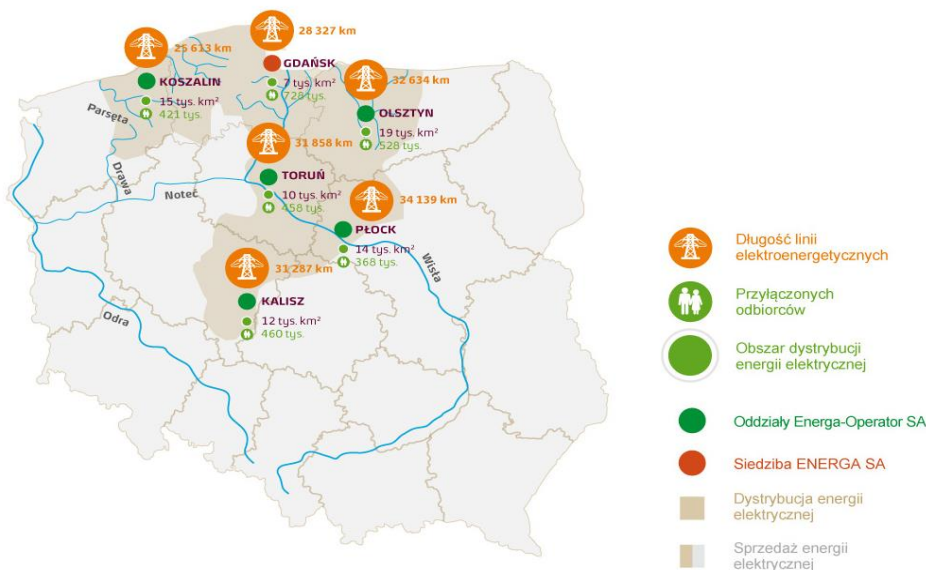 28 327 km
25 613 km
GDAŃSK
7 tys. km²
728 tys.
KOSZALIN
15 tys. km²
421 tys.
32 634 km
OLSZTYN
19 tys. km²
528 tys.
Parsęta
Drawa
Noteć
31 858 km
TORUŃ
10 tys. km²
458 tys.
34 139 km
PŁOCK
14 tys. km²
368 tys.
Wisła
31 287 km
KALISZ
12 tys. km²
460 tys.
Odra
Długość linii
elektroenergetycznych
Przyłączonych
odbiorców
Obszar dystrybucji
energii elektrycznej
Oddziały Energa-Operator SA
Siedziba ENERGA SA
Dystrybucja energii
elektrycznej
Sprzedaż energii
elektrycznej